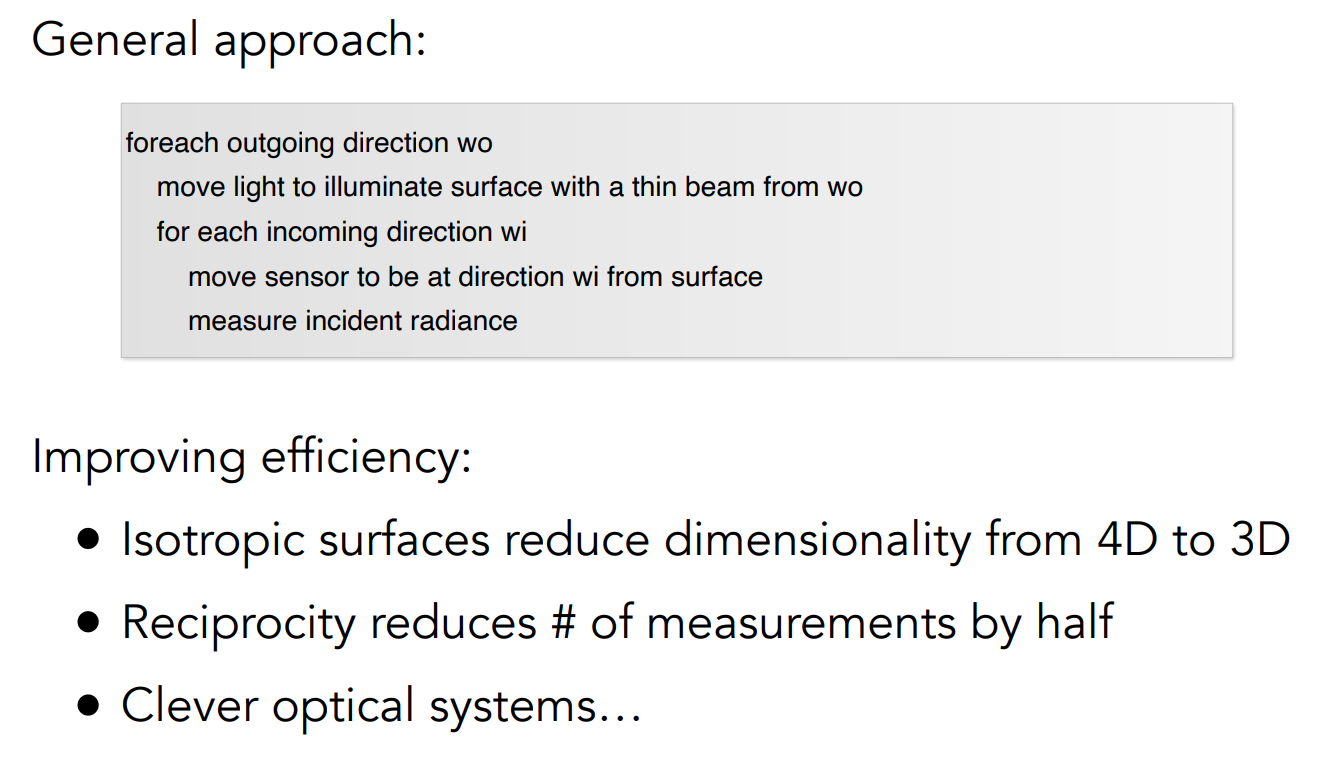 General approach:
foreach outgoing direction wo
move light to illuminate surface with a thin beam from wo
for each incoming direction wi
move sensor to be at direction wi from surface
measure incident radiance
Improving efficiency:
● Isotropic surfaces reduce dimensionality from 4D to 3D
● Reciprocity reduces # of measurements by half
● Clever optical systems…